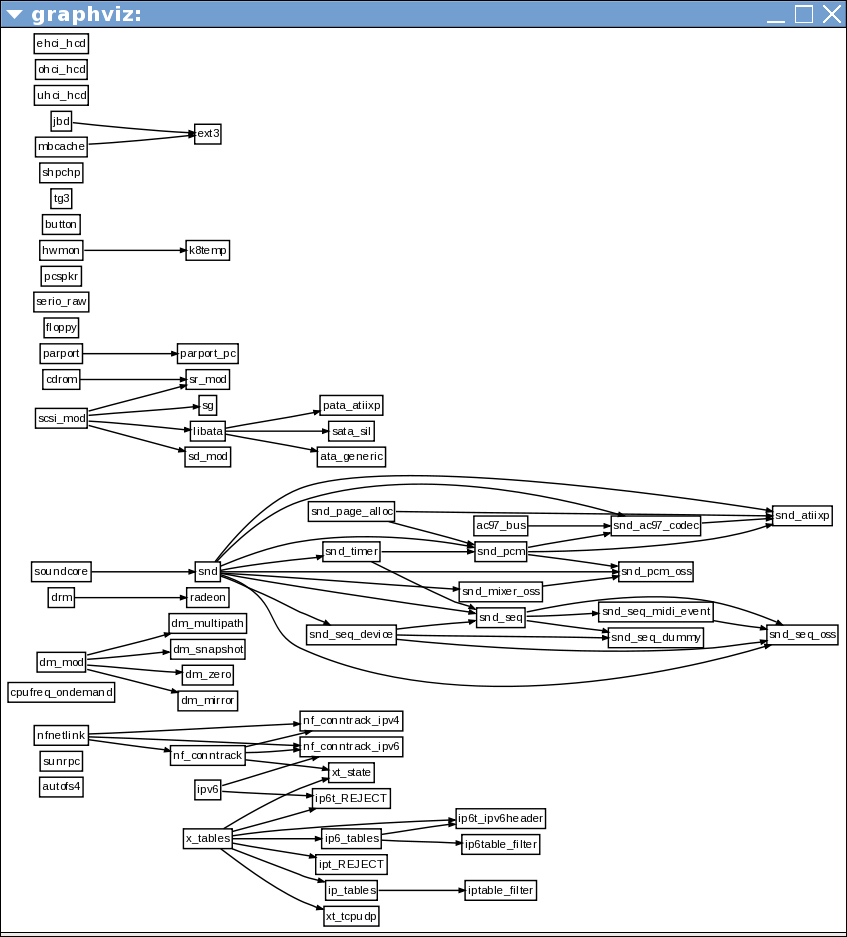 graphviz:
ehci_hcd
ohci_hcd
uhci_hcd
jbd
ext3
mbcache
shpchp
tg3
button
hwmon
k8temp
pcspkr
serio_raw
floppy
parport
parport_pc
cdrom
sr_mod
sg
pata_atiixp
scsi_mod
libata
sata_sil
sd_mod
ata_generic
snd_page_alloc
snd_atiixp
ac97_bus
snd_ac97_codec
snd_timer
snd_pcm
soundcore
snd
snd_pcm_oss
snd_mixer_oss
drm
radeon
snd_seq_midi_event
snd_seq
dm_multipath
snd_seq_device
snd_seq_dummy
snd_seq_oss
dm_snapshot
dm_mod
dm_zero
cpufreq_ondemand
dm_mirror
nf_conntrack_ipv4
nfnetlink
nf_conntrack_ipv6
nf_conntrack
sunrpc
xt_state
autofs4
ipv6
ip6t_REJECT
ip6t_ipv6header
x_tables
ip6_tables
ip6table_filter
ipt_REJECT
ip_tables
iptable_filter
xt_tcpudp